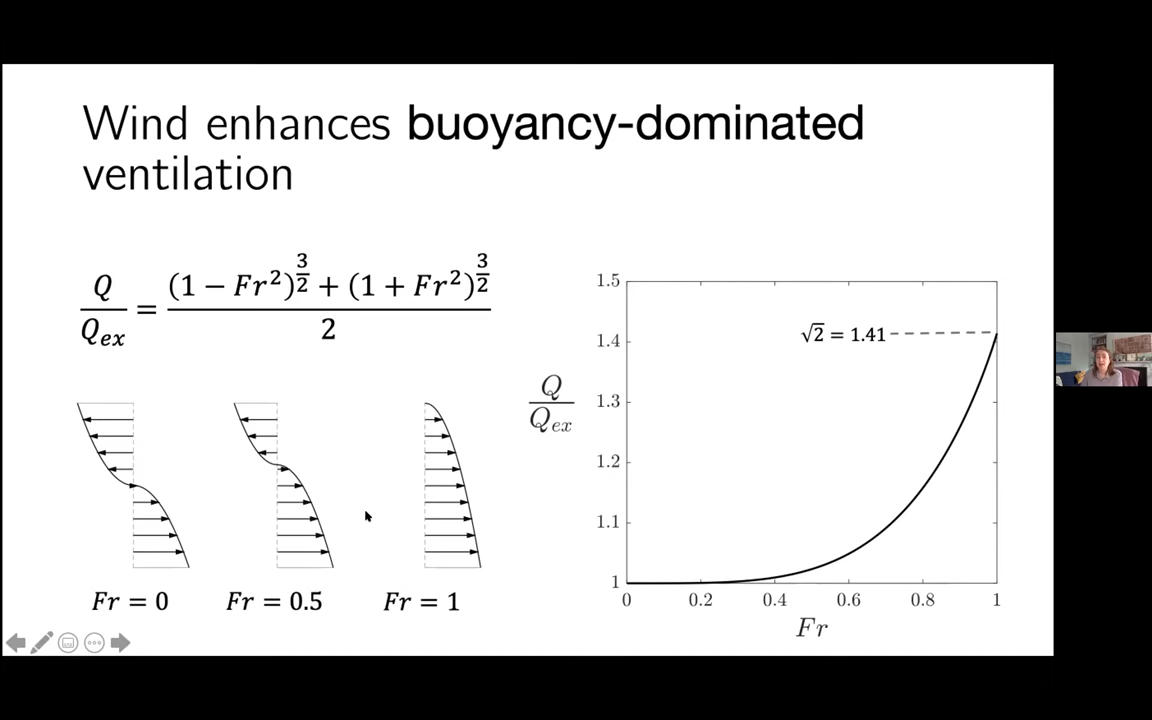 Wind enhances buoyancy-dominated
ventilation
Q/Q_ex = ((1 − Fr²)^(3/2) + (1 + Fr²)^(3/2)) / 2
Fr = 0
Fr = 0.5
Fr = 1
Q/Q_ex
1.5
1.4
1.3
1.2
1.1
1
√2 = 1.41
0 0.2 0.4 0.6 0.8 1
Fr